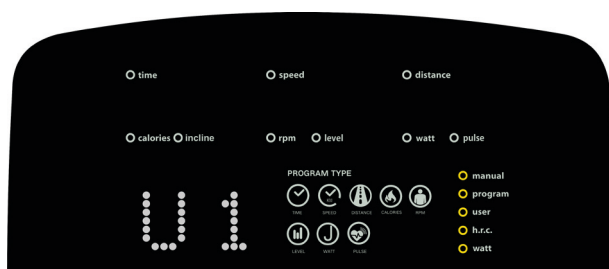 time speed distance
calories incline rpm level watt pulse
PROGRAM TYPE
manual
program
user
h.r.c.
watt
TIME SPEED DISTANCE CALORIES RPM
LEVEL WATT PULSE
U1